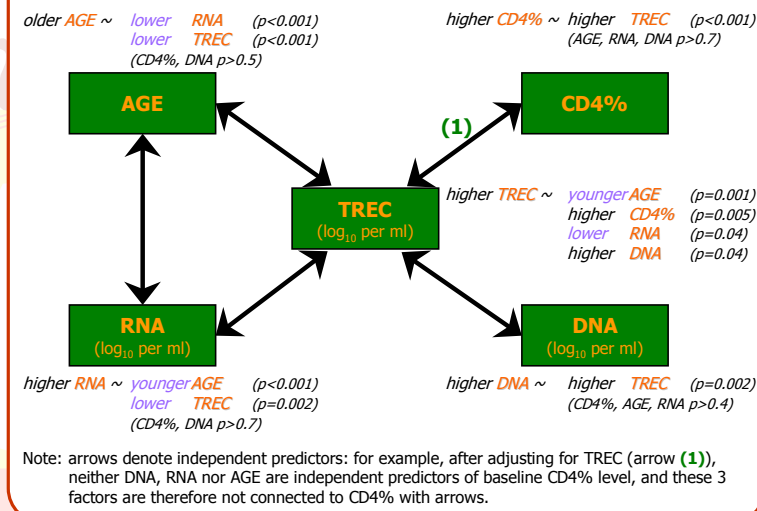 older AGE ~ lower RNA (p<0.001)
lower TREC (p<0.001)
(CD4%, DNA p>0.5)
higher CD4% ~ higher TREC (p<0.001)
(AGE, RNA, DNA p>0.7)
AGE
CD4%
(1)
TREC
(log10 per ml)
higher TREC ~ younger AGE (p=0.001)
higher CD4% (p=0.005)
lower RNA (p=0.04)
higher DNA (p=0.04)
RNA
(log10 per ml)
DNA
(log10 per ml)
higher RNA ~ younger AGE (p<0.001)
lower TREC (p=0.002)
(CD4%, DNA p>0.7)
higher DNA ~ higher TREC (p=0.002)
(CD4%, AGE, RNA p>0.4)
Note: arrows denote independent predictors: for example, after adjusting for TREC (arrow (1)),
neither DNA, RNA nor AGE are independent predictors of baseline CD4% level, and these 3
factors are therefore not connected to CD4% with arrows.